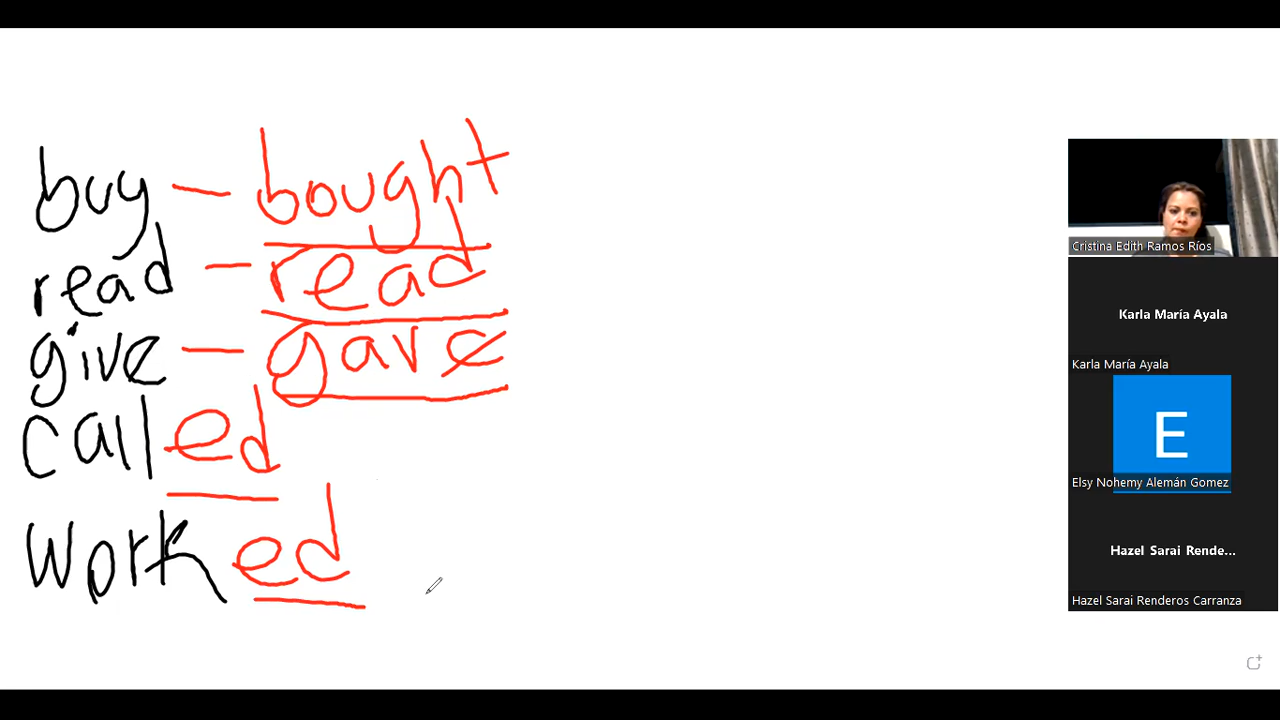 buy - bought
read - read
give - gave
called
worked
Cristina Edith Ramos Ríos
Karla María Ayala
Karla María Ayala
E
Elsy Nohemy Alemán Gomez
Hazel Sarai Rende...
Hazel Sarai Renderos Carranza